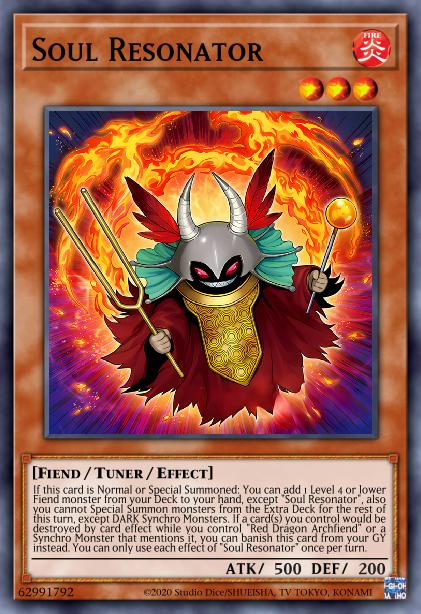 SOUL RESONATOR
FIRE
炎
[FIEND / TUNER / EFFECT]
If this card is Normal or Special Summoned: You can add 1 Level 4 or lower
Fiend monster from your Deck to your hand, except "Soul Resonator", also
you cannot Special Summon monsters from the Extra Deck for the rest of
this turn, except DARK Synchro Monsters. If a card(s) you control would be
destroyed by card effect while you control "Red Dragon Archfiend" or a
Synchro Monster that mentions it, you can banish this card from your GY
instead. You can only use each effect of "Soul Resonator" once per turn.
ATK/ 500 DEF/ 200
62991792 ©2020 Studio Dice/SHUEISHA, TV TOKYO, KONAMI